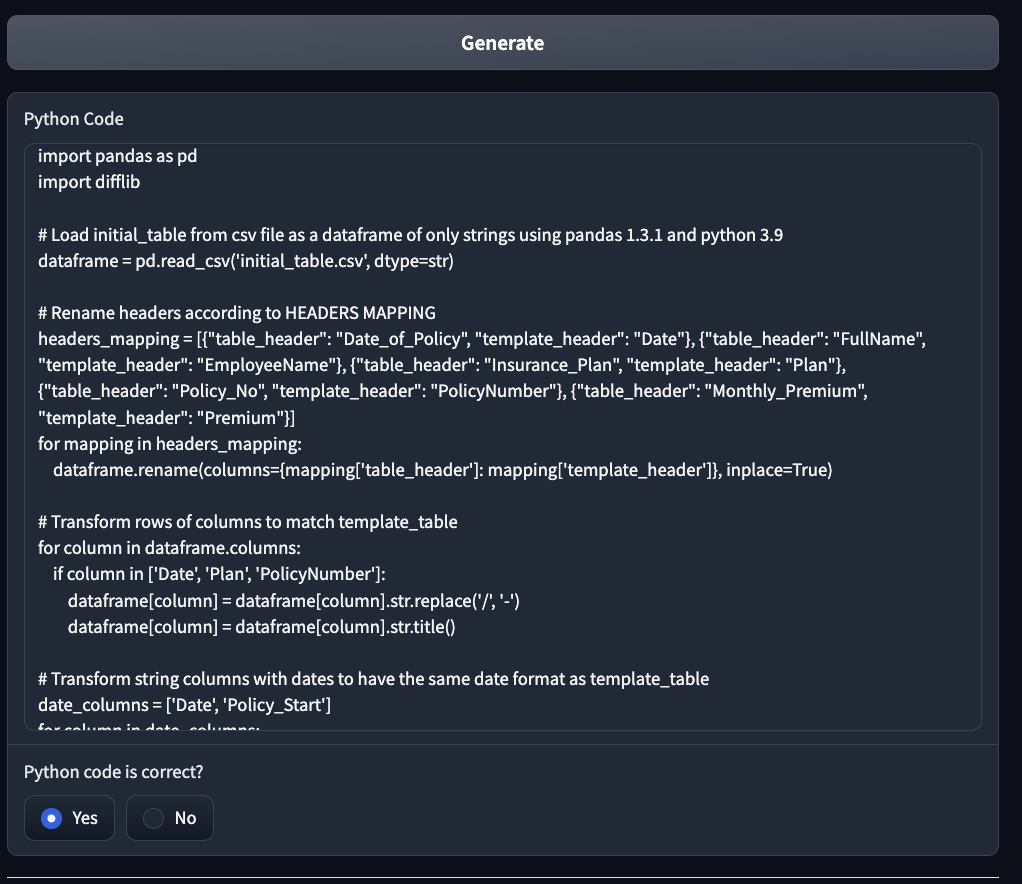 Generate
Python Code
import pandas as pd
import difflib
# Load initial_table from csv file as a dataframe of only strings using pandas 1.3.1 and python 3.9
dataframe = pd.read_csv('initial_table.csv', dtype=str)
# Rename headers according to HEADERS MAPPING
headers_mapping = [{"table_header": "Date_of_Policy", "template_header": "Date"}, {"table_header": "FullName",
"template_header": "EmployeeName"}, {"table_header": "Insurance_Plan", "template_header": "Plan"},
{"table_header": "Policy_No", "template_header": "PolicyNumber"}, {"table_header": "Monthly_Premium",
"template_header": "Premium"}]
for mapping in headers_mapping:
    dataframe.rename(columns={mapping['table_header']: mapping['template_header']}, inplace=True)
# Transform rows of columns to match template_table
for column in dataframe.columns:
    if column in ['Date', 'Plan', 'PolicyNumber']:
        dataframe[column] = dataframe[column].str.replace('/', '-')
        dataframe[column] = dataframe[column].str.title()
# Transform string columns with dates to have the same date format as template_table
date_columns = ['Date', 'Policy_Start']
for column in date_columns:
Python code is correct?
Yes
No